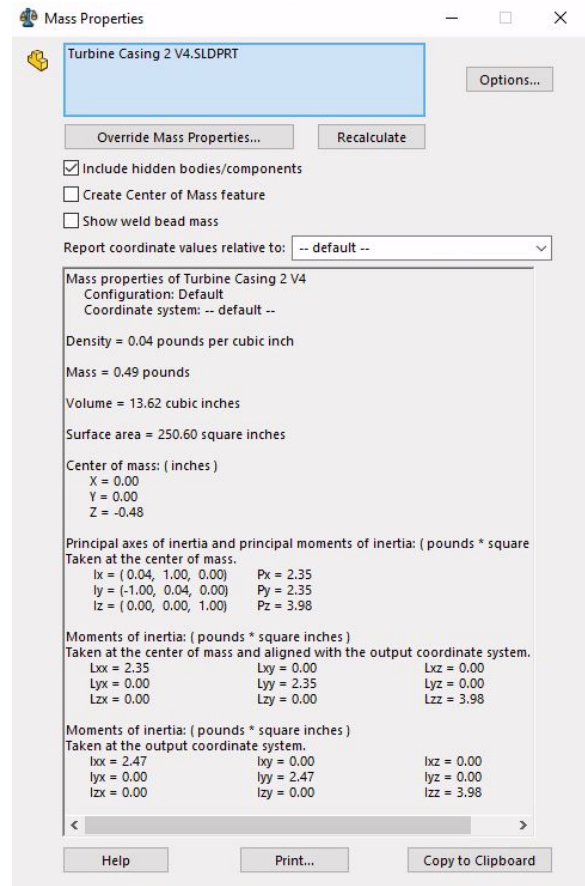 Mass Properties
Turbine Casing 2 V4.SLDPRT
Options...
Override Mass Properties...
Recalculate
Include hidden bodies/components
Create Center of Mass feature
Show weld bead mass
Report coordinate values relative to: -- default --
Mass properties of Turbine Casing 2 V4
Configuration: Default
Coordinate system: -- default --
Density = 0.04 pounds per cubic inch
Mass = 0.49 pounds
Volume = 13.62 cubic inches
Surface area = 250.60 square inches
Center of mass: ( inches )
X = 0.00
Y = 0.00
Z = -0.48
Principal axes of inertia and principal moments of inertia: ( pounds * square
Taken at the center of mass.
Ix = ( 0.04, 1.00, 0.00) Px = 2.35
Iy = (-1.00, 0.04, 0.00) Py = 2.35
Iz = ( 0.00, 0.00, 1.00) Pz = 3.98
Moments of inertia: ( pounds * square inches )
Taken at the center of mass and aligned with the output coordinate system.
Lxx = 2.35 Lxy = 0.00 Lxz = 0.00
Lyx = 0.00 Lyy = 2.35 Lyz = 0.00
Lzx = 0.00 Lzy = 0.00 Lzz = 3.98
Moments of inertia: ( pounds * square inches )
Taken at the output coordinate system.
Ixx = 2.47 Ixy = 0.00 Ixz = 0.00
Iyx = 0.00 Iyy = 2.47 Iyz = 0.00
Izx = 0.00 Izy = 0.00 Izz = 3.98
Help
Print...
Copy to Clipboard